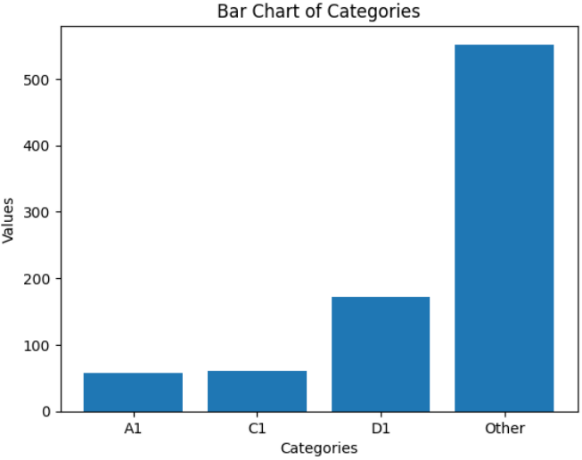 Bar Chart of Categories
Values
500
400
300
200
100
0
A1 C1 D1 Other
Categories